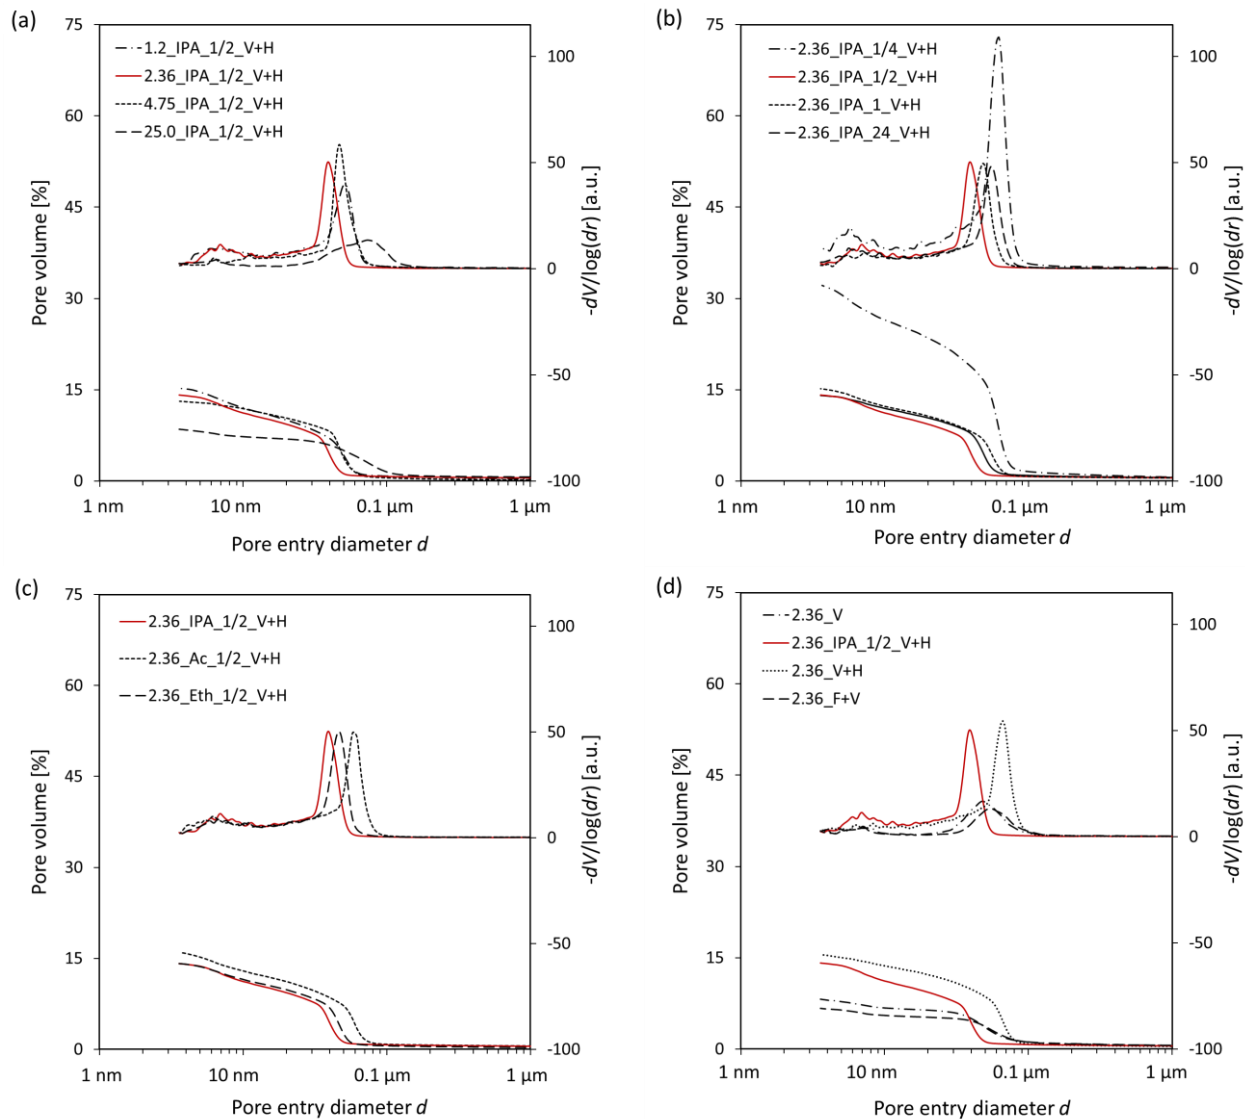 (a)
75
60
45
30
15
0
Pore volume [%]
1.2_IPA_1/2_V+H
2.36_IPA_1/2_V+H
4.75_IPA_1/2_V+H
25.0_IPA_1/2_V+H
100
50
0
-50
-100
-dV/log(dr) [a.u.]
1 nm
10 nm
0.1 µm
1 µm
Pore entry diameter d
(b)
75
60
45
30
15
0
Pore volume [%]
2.36_IPA_1/4_V+H
2.36_IPA_1/2_V+H
2.36_IPA_1_V+H
2.36_IPA_24_V+H
100
50
0
-50
-100
-dV/log(dr) [a.u.]
1 nm
10 nm
0.1 µm
1 µm
Pore entry diameter d
(c)
75
60
45
30
15
0
Pore volume [%]
2.36_IPA_1/2_V+H
2.36_Ac_1/2_V+H
2.36_Eth_1/2_V+H
100
50
0
-50
-100
-dV/log(dr) [a.u.]
1 nm
10 nm
0.1 µm
1 µm
Pore entry diameter d
(d)
75
60
45
30
15
0
Pore volume [%]
2.36_V
2.36_IPA_1/2_V+H
2.36_V+H
2.36_F+V
100
50
0
-50
-100
-dV/log(dr) [a.u.]
1 nm
10 nm
0.1 µm
1 µm
Pore entry diameter d